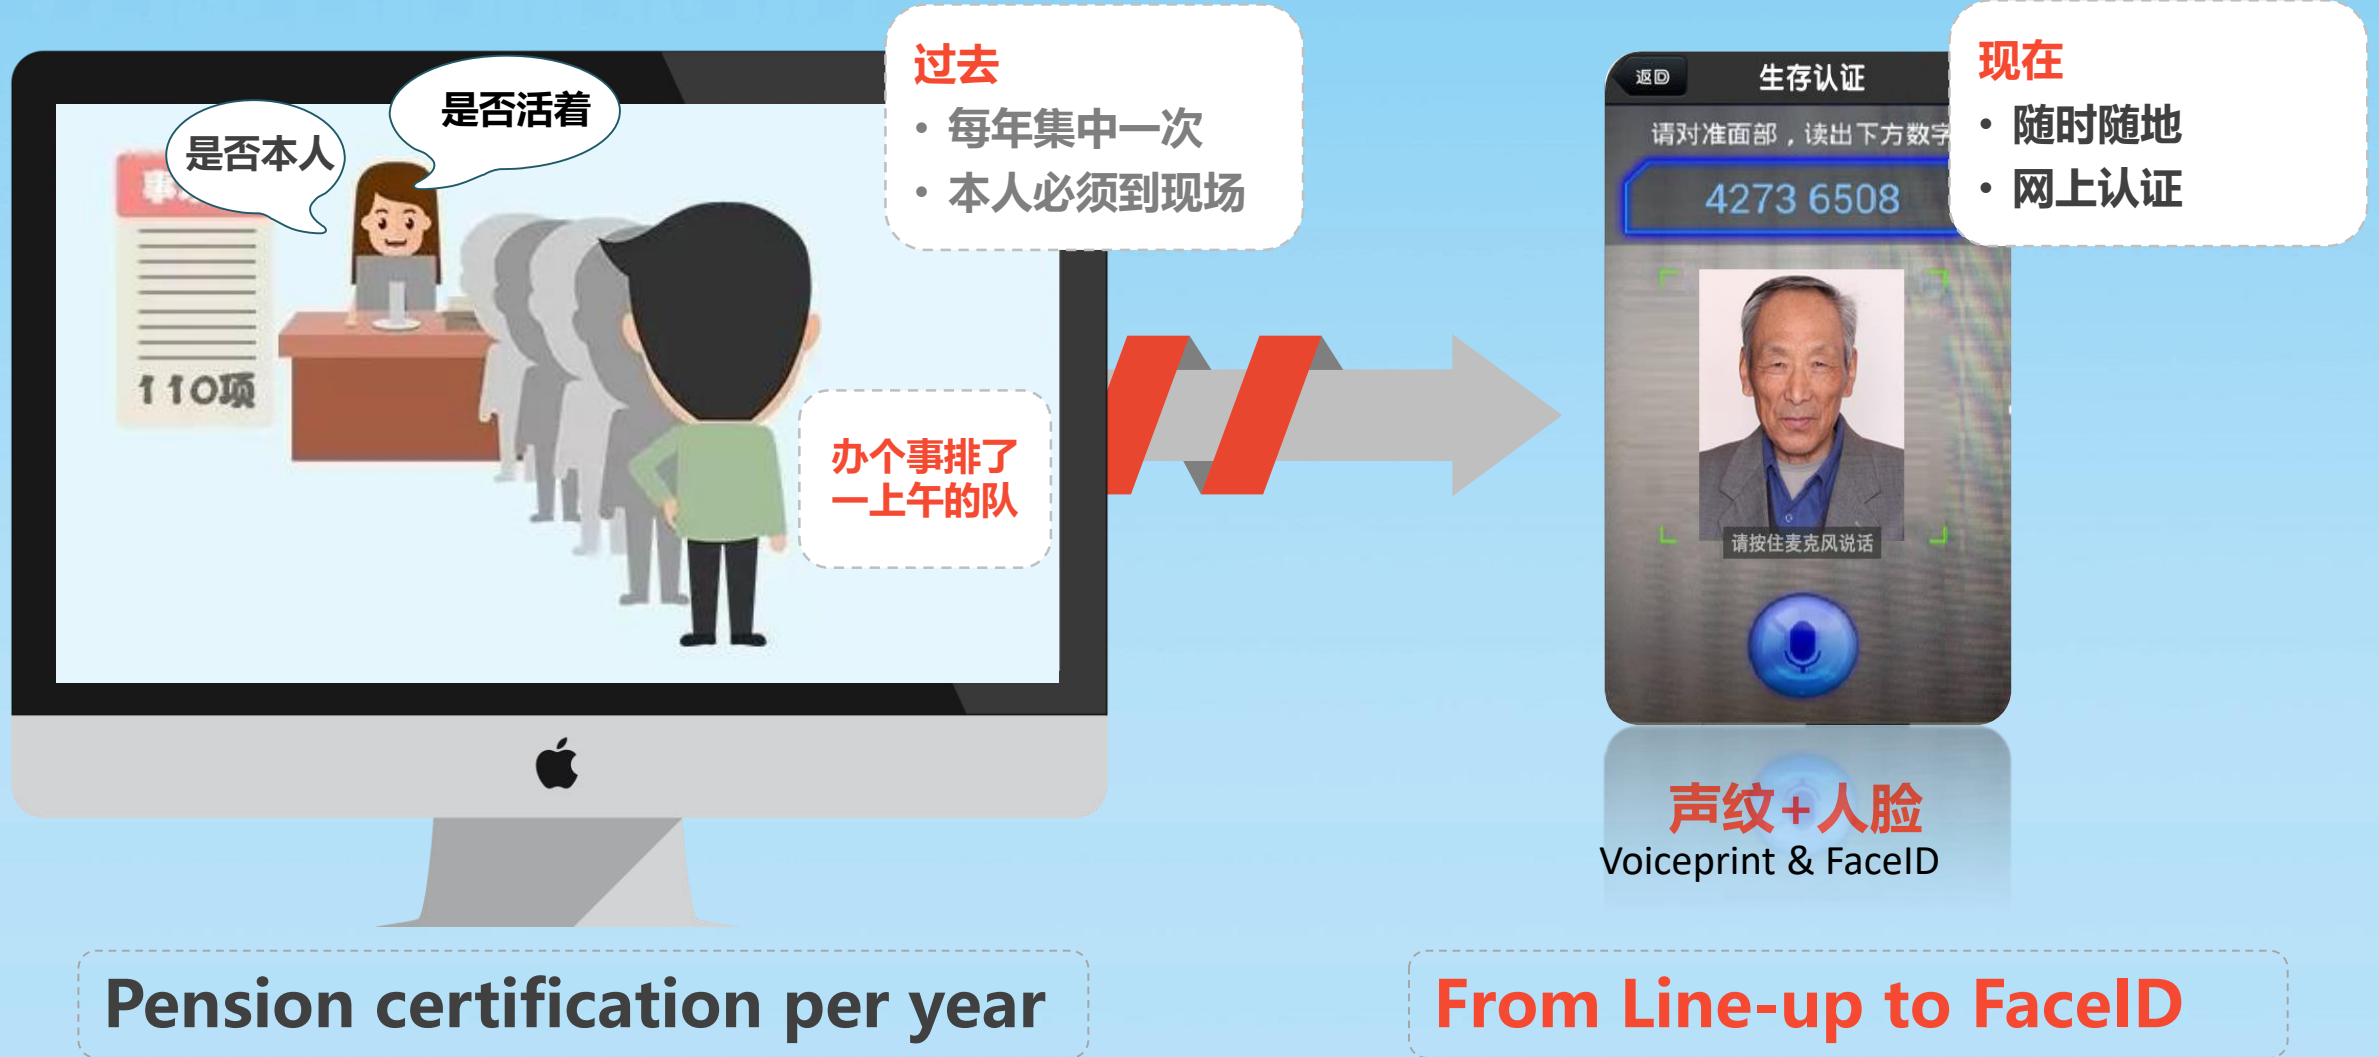 是否本人
是否活着
110项
办个事排了
一上午的队
过去
• 每年集中一次
• 本人必须到现场
生存认证
请对准面部，读出下方数字
4273 6508
请按住麦克风说话
现在
• 随时随地
• 网上认证
声纹+人脸
Voiceprint & FaceID
Pension certification per year
From Line-up to FaceID